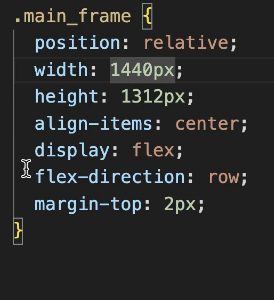 .main_frame {
position: relative;
width: 1440px;
height: 1312px;
align-items: center;
display: flex;
flex-direction: row;
margin-top: 2px;
}